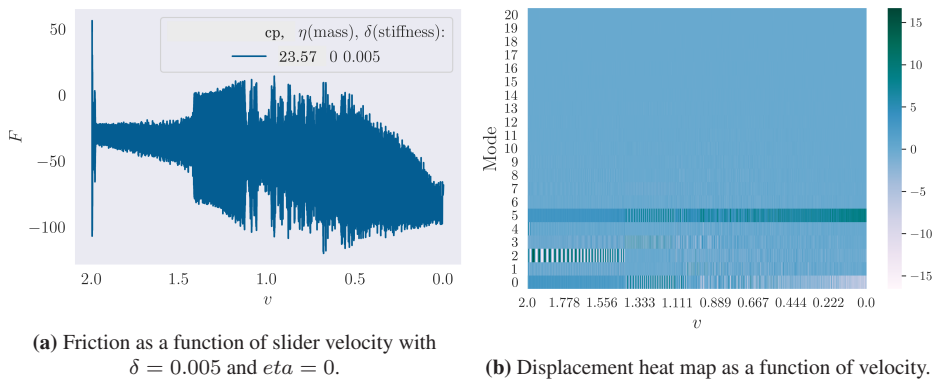 50
0
−50
−100
F
cp, η(mass), δ(stiffness):
23.57 0 0.005
2.0 1.5 1.0 0.5 0.0
v
(a) Friction as a function of slider velocity with
δ = 0.005 and eta = 0.
20
19
18
17
16
15
14
13
12
11
10
9
8
7
6
5
4
3
2
1
0
Mode
2.0 1.778 1.556 1.333 1.111 0.889 0.667 0.444 0.222 0.0
v
15
10
5
0
−5
−10
−15
(b) Displacement heat map as a function of velocity.